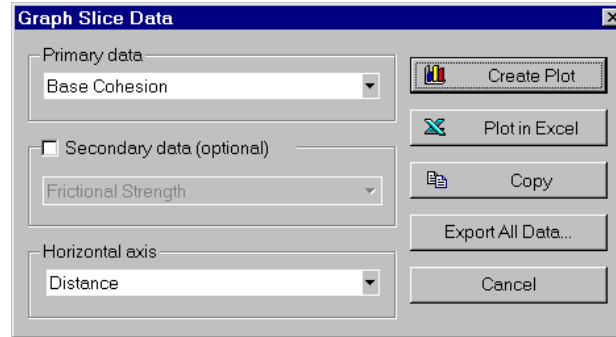 Graph Slice Data
Primary data
Base Cohesion
Secondary data (optional)
Frictional Strength
Horizontal axis
Distance
Create Plot
Plot in Excel
Copy
Export All Data...
Cancel